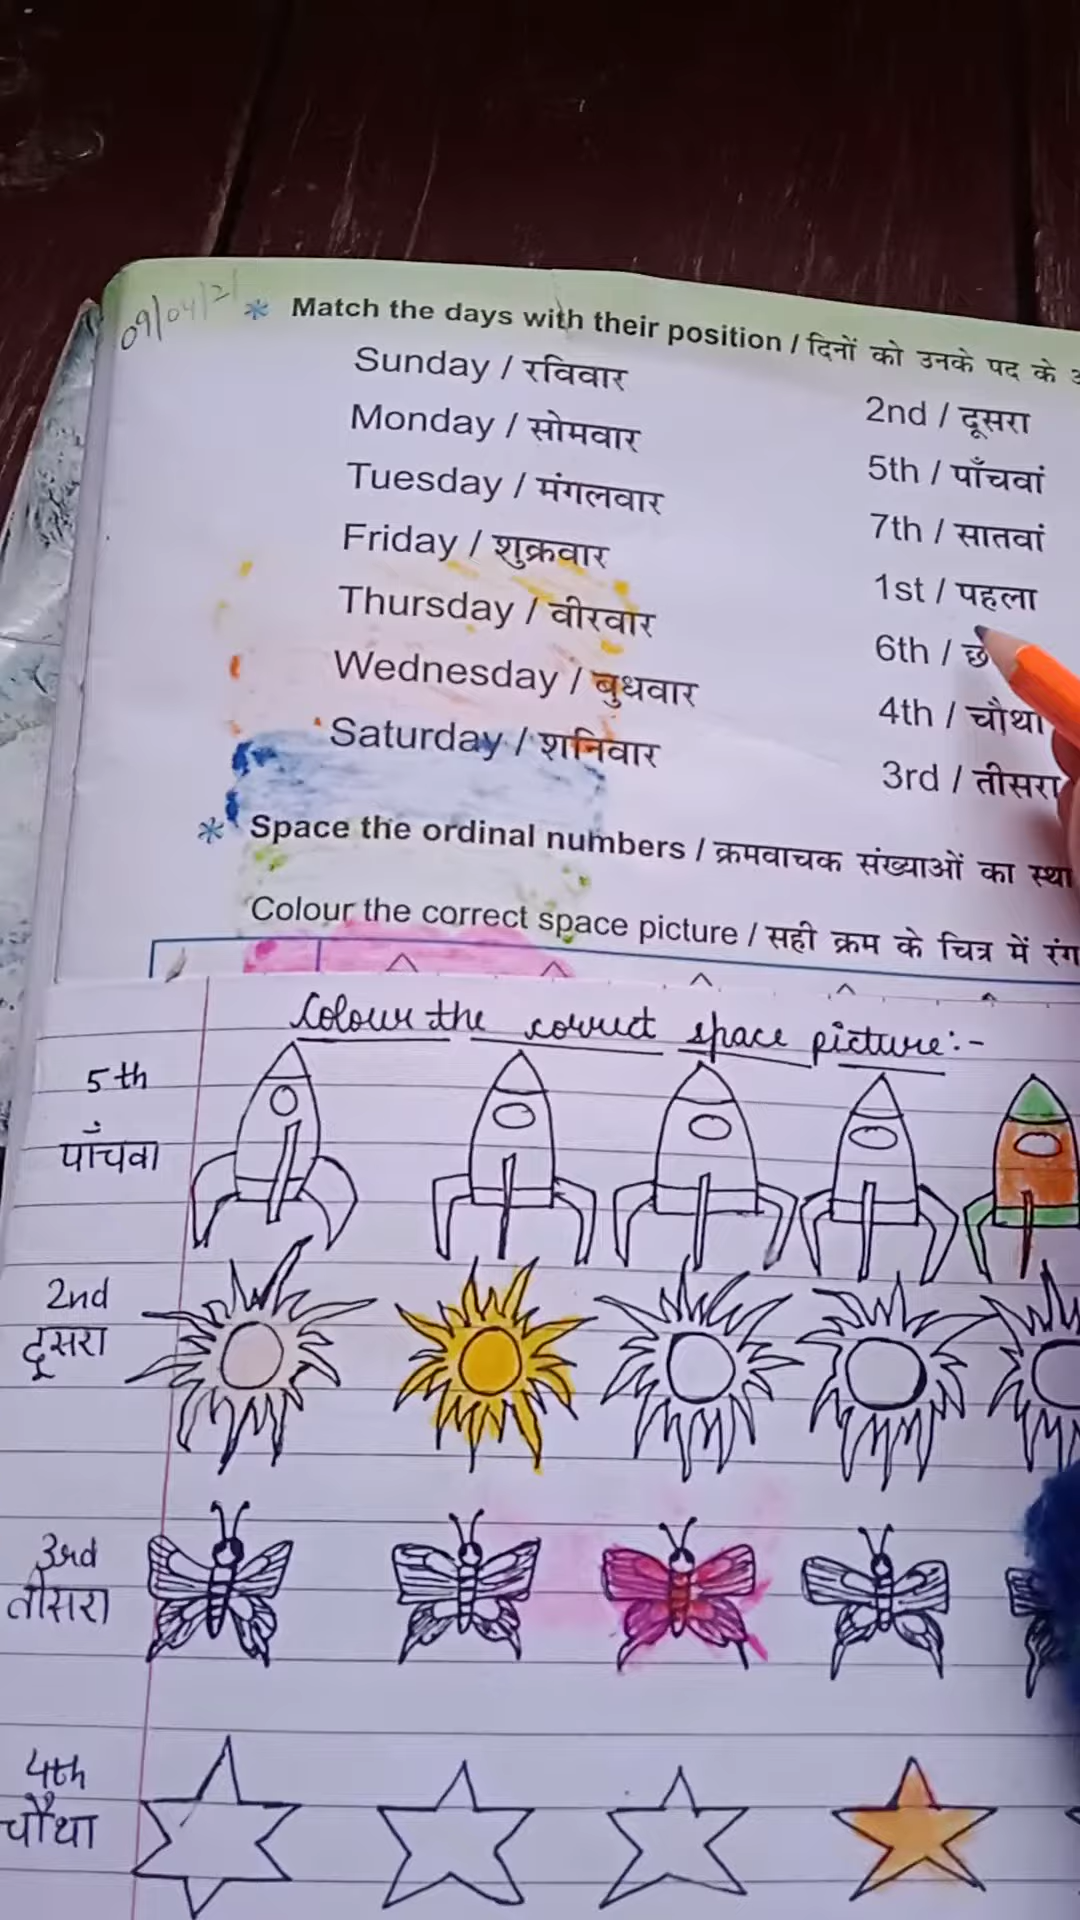 09/04/21
* Match the days with their position / दिनों को उनके पद के
Sunday / रविवार
2nd / दूसरा
Monday / सोमवार
5th / पाँचवां
Tuesday / मंगलवार
7th / सातवां
Friday / शुक्रवार
1st / पहला
Thursday / वीरवार
6th /
Wednesday / बुधवार
4th / चौथा
Saturday / शनिवार
3rd / तीसरा
* Space the ordinal numbers / क्रमवाचक संख्याओं का
Colour the correct space picture / सही क्रम के चित्र में रंग
Colour the correct space picture:-
5th
पाँचवा
2nd
दूसरा
3rd
तीसरा
4th
चौथा